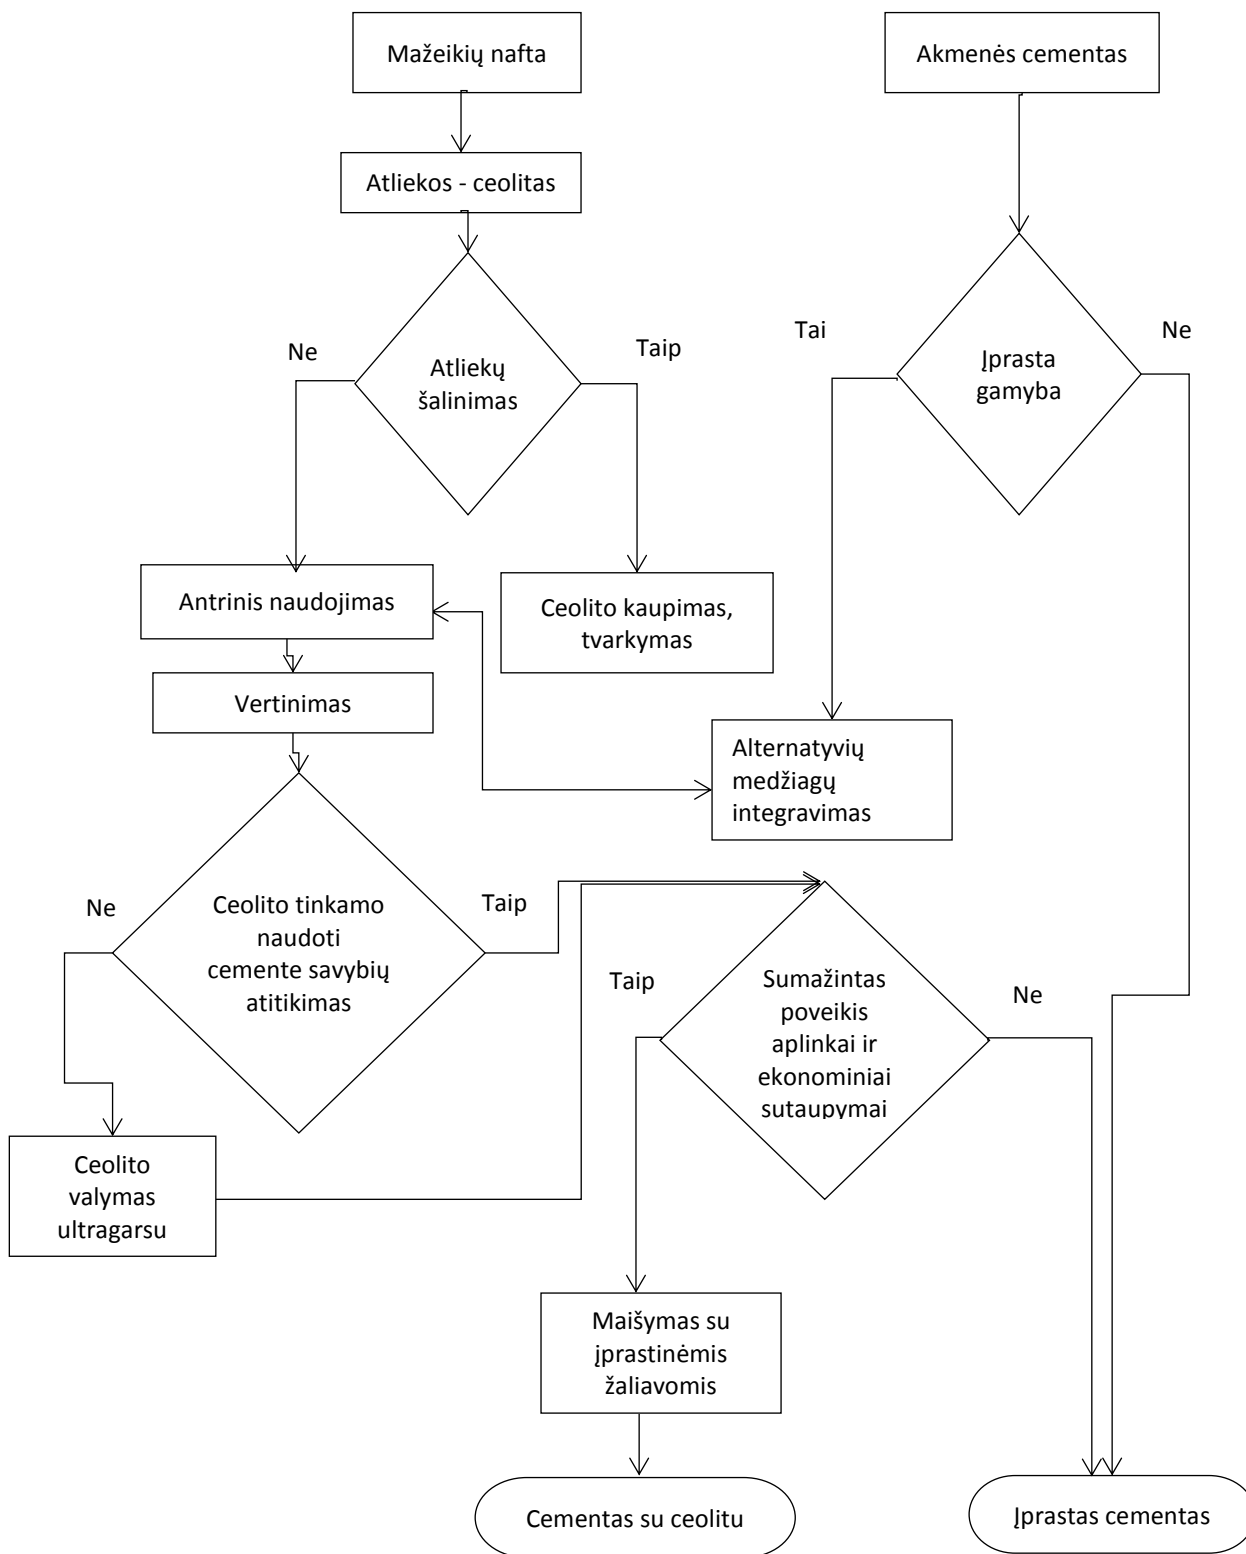 Mažeikių nafta
Akmenės cementas
Atliekos - ceolitas
Ne
Atliekų
šalinimas
Taip
Tai
Įprasta
gamyba
Ne
Antrinis naudojimas
Ceolito kaupimas,
tvarkymas
Vertinimas
Alternatyvių
medžiagų
integravimas
Ne
Ceolito tinkamo
naudoti
cemente savybių
atitikimas
Taip
Taip
Sumažintas
poveikis
aplinkai ir
ekonominiai
sutaupymai
Ne
Ceolito
valymas
ultragarsu
Maišymas su
įprastinėmis
žaliavomis
Cementas su ceolitu
Įprastas cementas